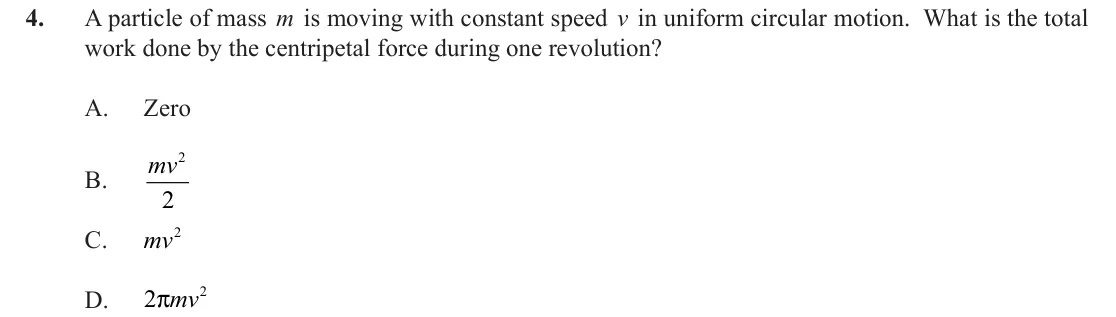 4. A particle of mass m is moving with constant speed v in uniform circular motion. What is the total
work done by the centripetal force during one revolution?
A. Zero
B. mv²/2
C. mv²
D. 2πmv²